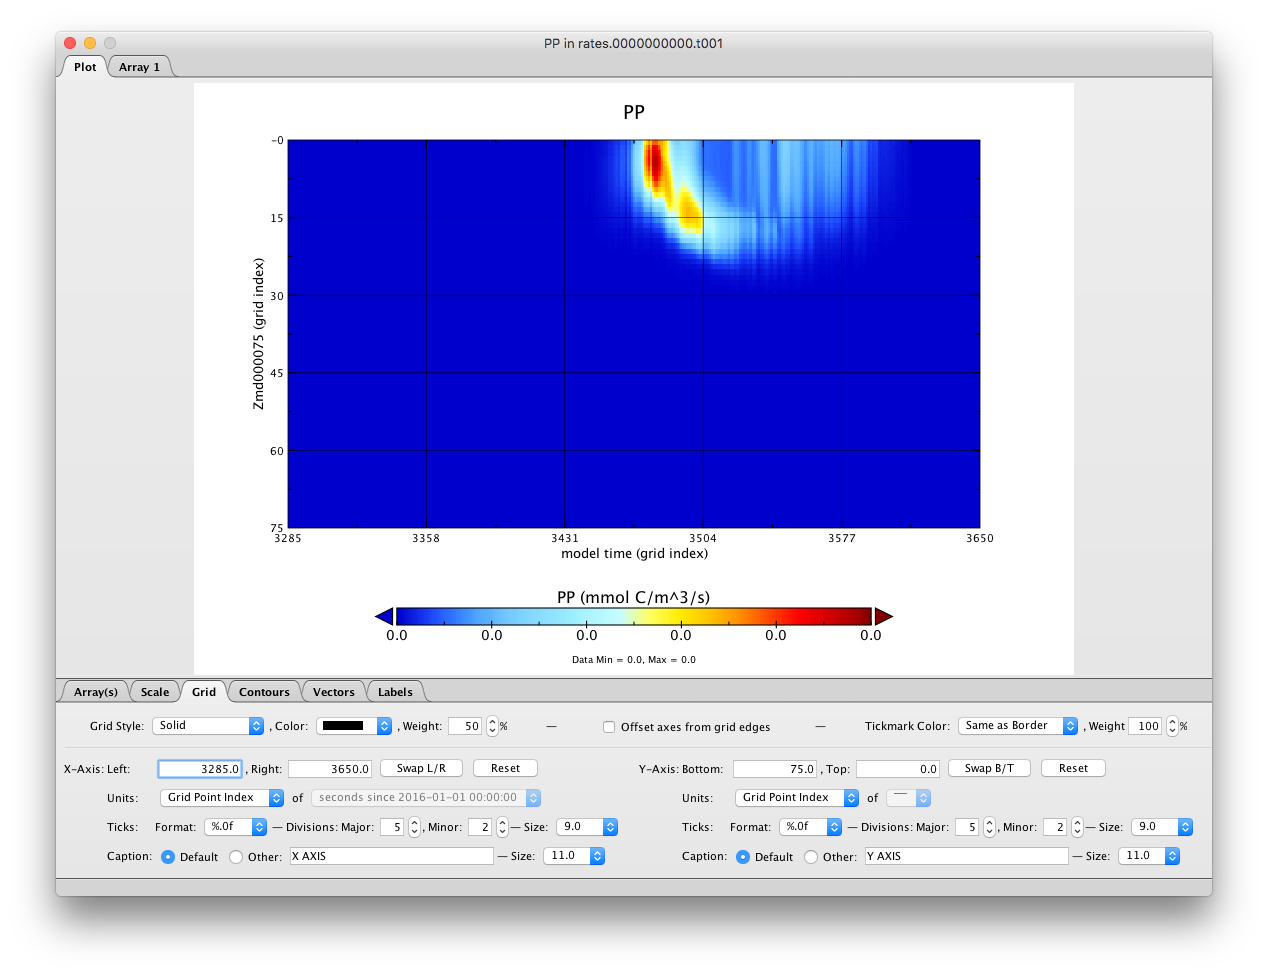 PP in rates.0000000000.t001
Plot Array 1
PP
−0
15
30
45
60
75
Zmd000075 (grid index)
3285 3358 3431 3504 3577 3650
model time (grid index)
PP (mmol C/m^3/s)
0.0 0.0 0.0 0.0 0.0 0.0
Data Min = 0.0, Max = 0.0
Array(s) Scale Grid Contours Vectors Labels
Grid Style: Solid , Color: , Weight: 50 % — Offset axes from grid edges — Tickmark Color: Same as Border , Weight 100 %
X-Axis: Left: 3285.0 , Right: 3650.0 Swap L/R Reset Y-Axis: Bottom: 75.0 , Top: 0.0 Swap B/T Reset
Units: Grid Point Index of seconds since 2016-01-01 00:00:00 Units: Grid Point Index of —
Ticks: Format: %.0f — Divisions: Major: 5 , Minor: 2 — Size: 9.0 Ticks: Format: %.0f — Divisions: Major: 5 , Minor: 2 — Size: 9.0
Caption: Default Other: X AXIS — Size: 11.0 Caption: Default Other: Y AXIS — Size: 11.0